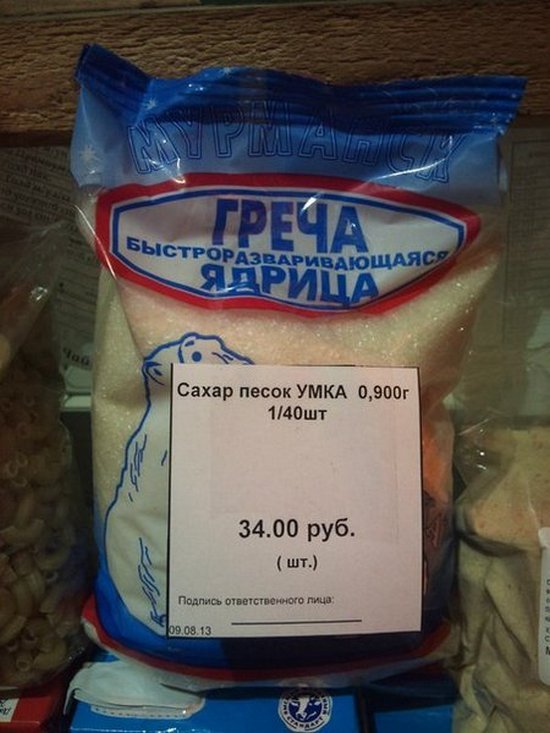 МУРМАНСК
ГРЕЧА
БЫСТРОРАЗВАРИВАЮЩАЯСЯ
ЯДРИЦА
Сахар песок УМКА 0,900г
1/40шт
34.00 руб.
( шт.)
Подпись ответственного лица:
09.08.13